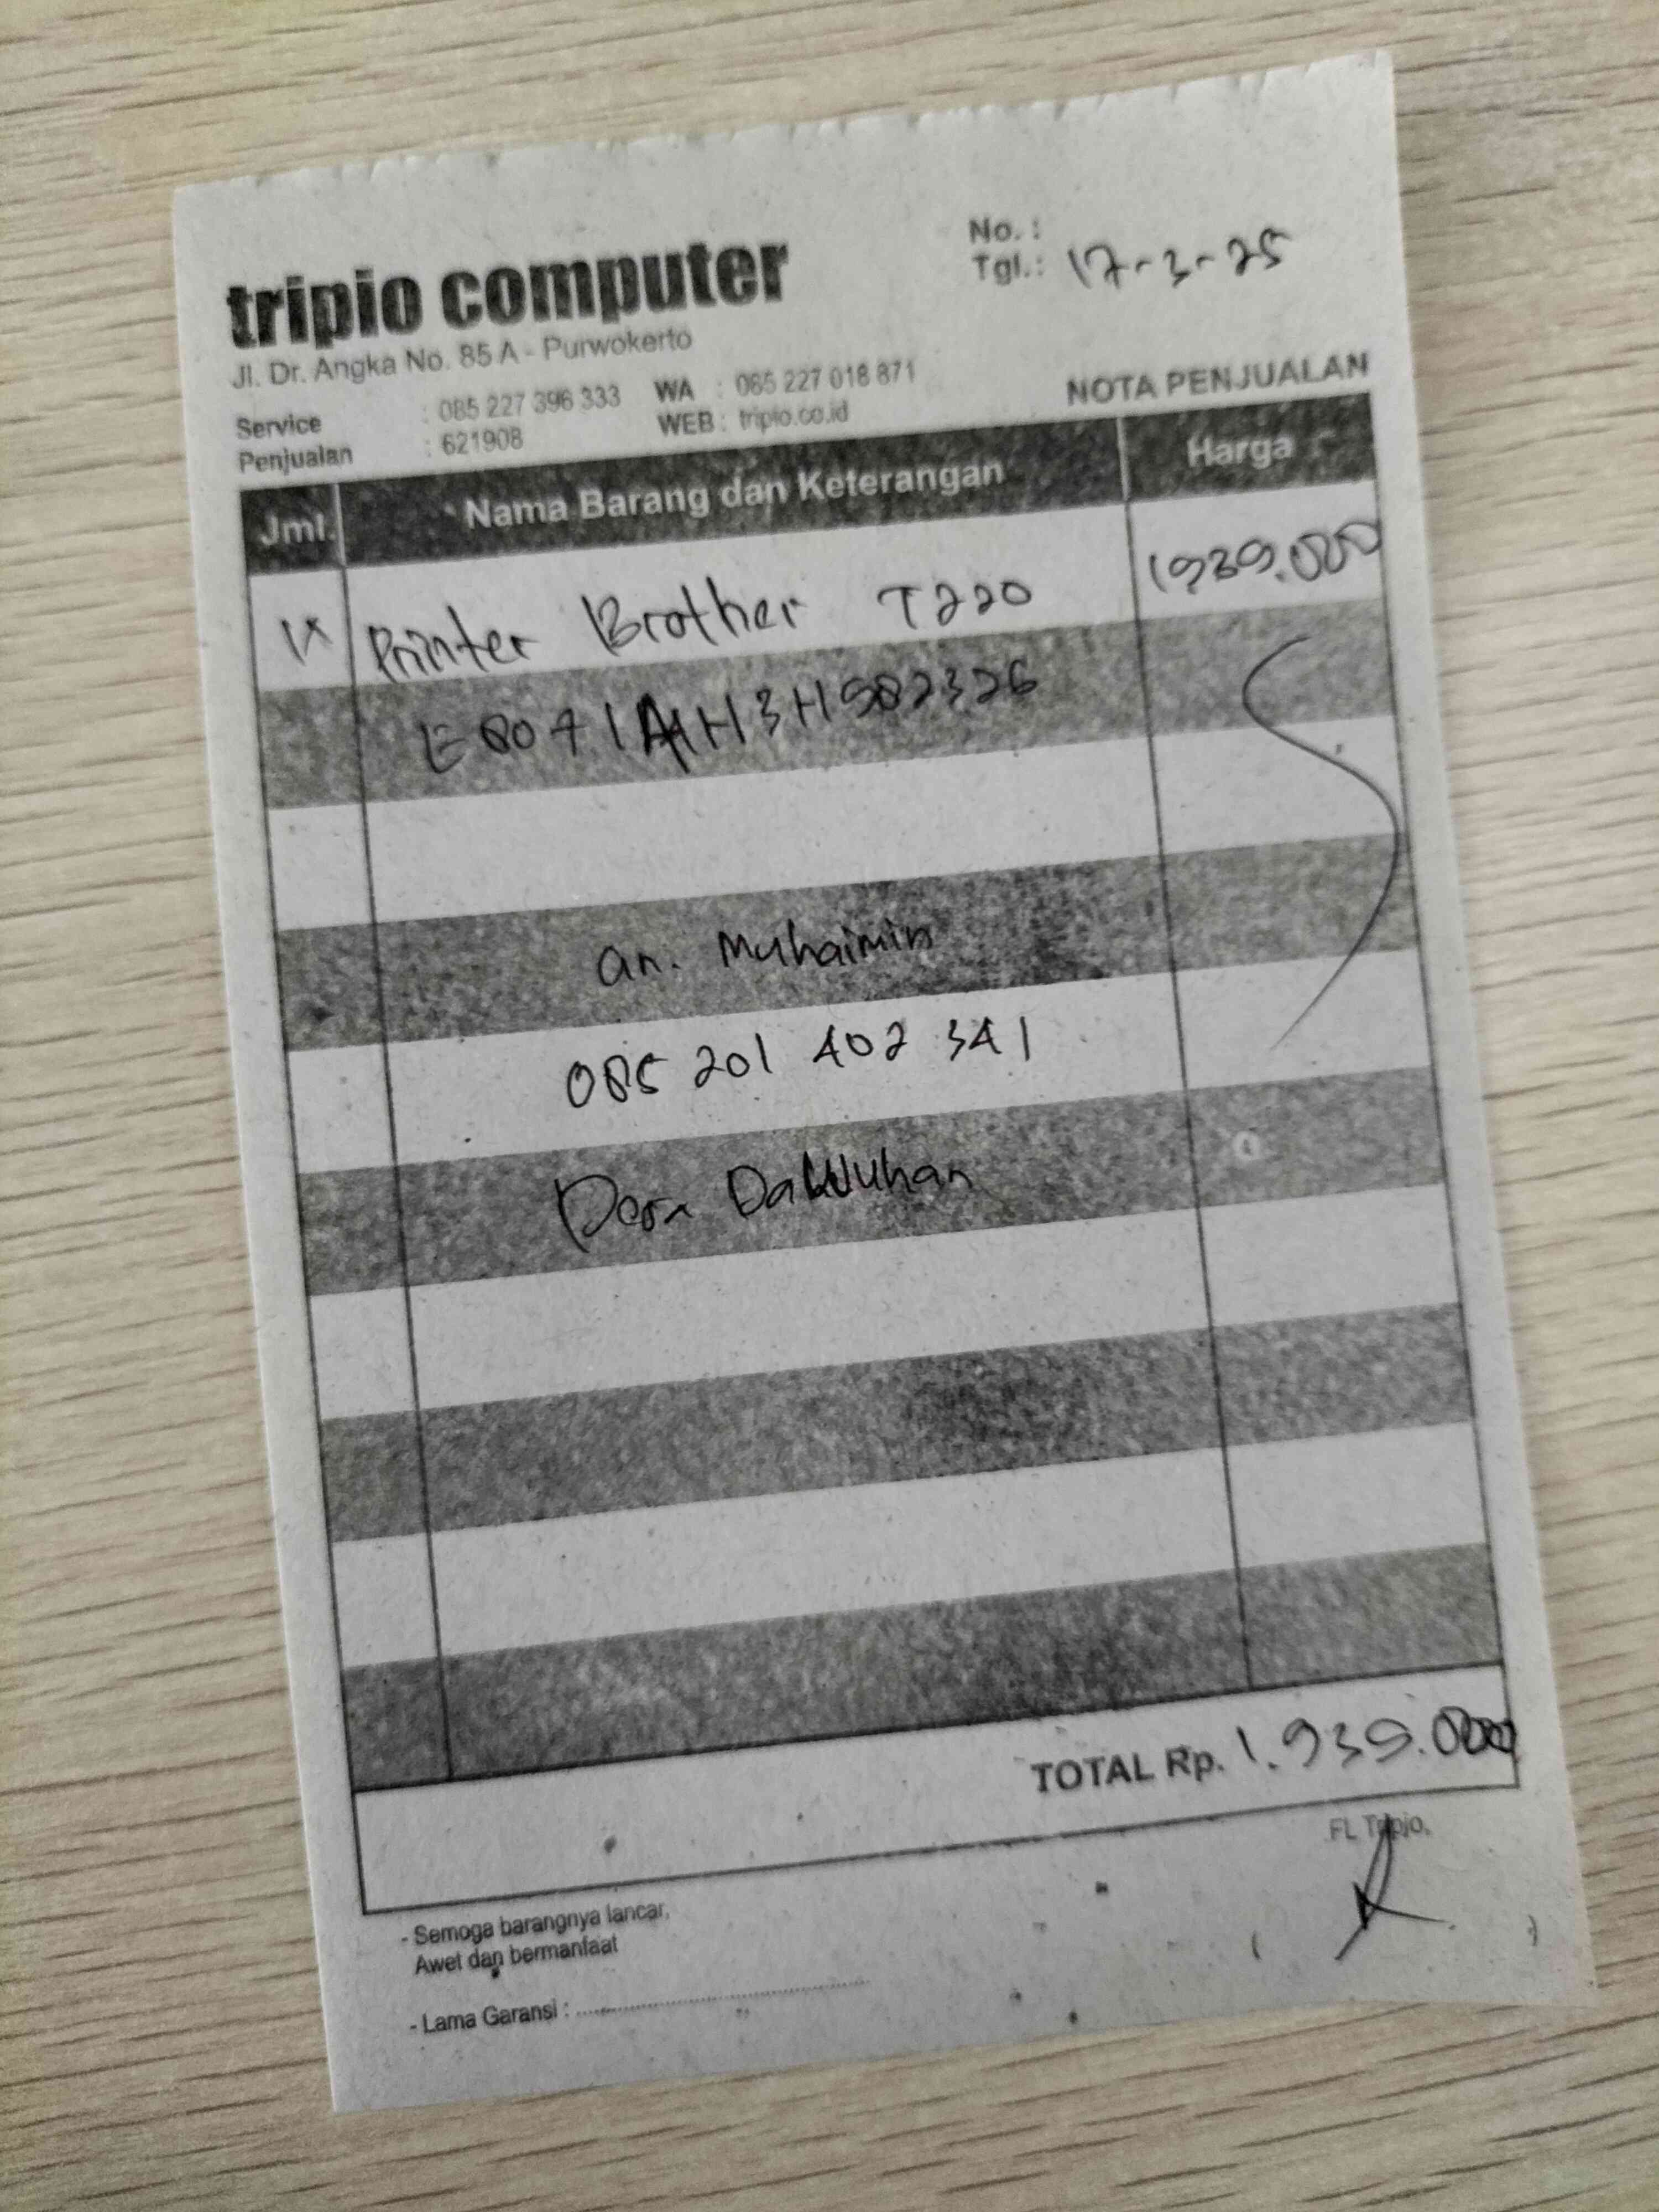 tripio computer
Jl. Dr. Angka No. 85 A - Purwokerto
Service : 085 227 396 333 WA : 085 227 018 871
Penjualan : 621908 WEB : tripio.co.id
No. :
Tgl.: 17-3-25
NOTA PENJUALAN
Jml. Nama Barang dan Keterangan Harga
1x Printer Brother T220 1939.000
an. Muhaimin
085 201 402 341
Desa Dawuhan
TOTAL Rp. 1.939.000
FL Tripio,
( )
- Semoga barangnya lancar,
Awet dan bermanfaat
- Lama Garansi : ........................